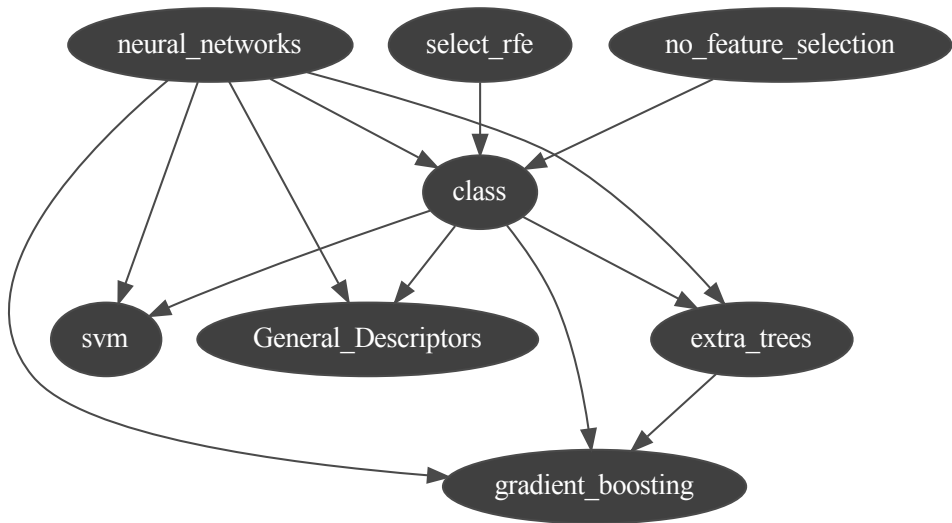 neural_networks
select_rfe
no_feature_selection
class
svm
General_Descriptors
extra_trees
gradient_boosting